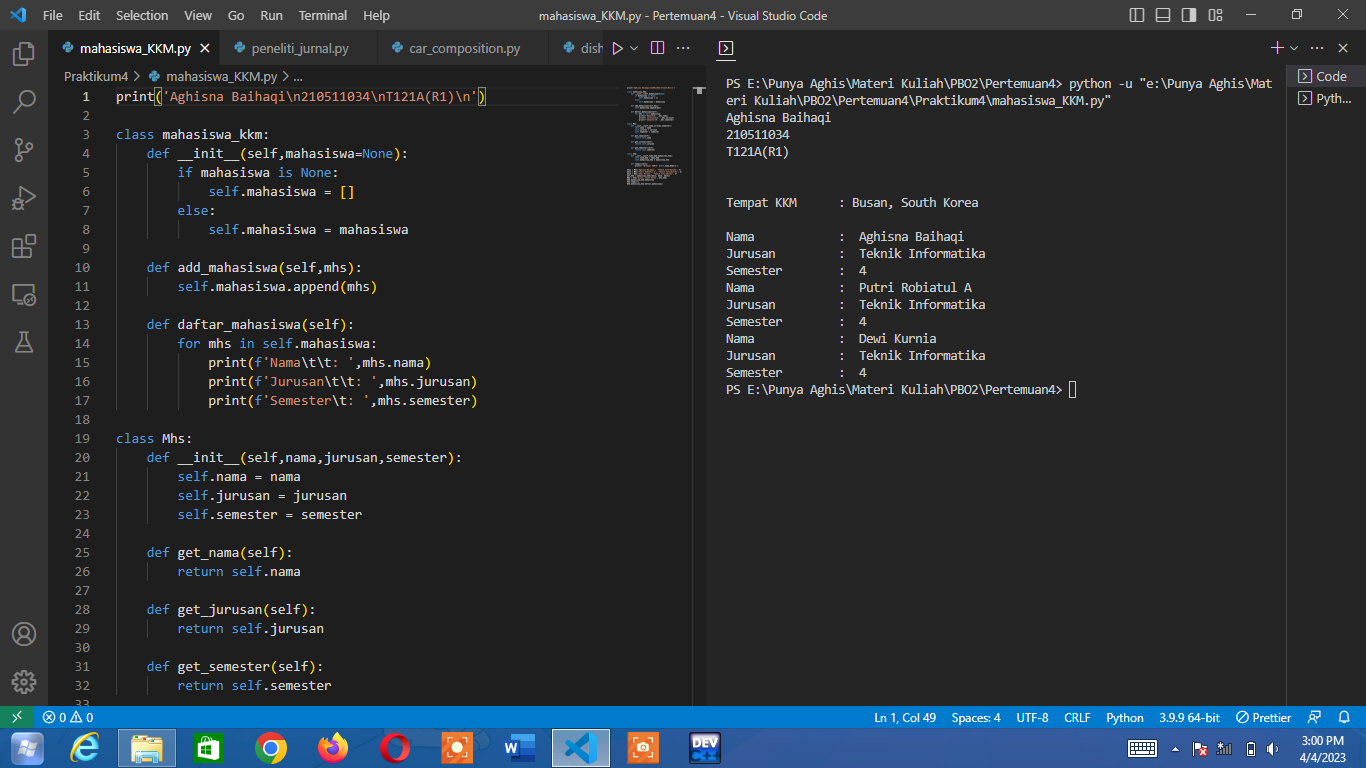 File Edit Selection View Go Run Terminal Help
mahasiswa_KKM.py - Pertemuan4 - Visual Studio Code
mahasiswa_KKM.py peneliti_jurnal.py car_composition.py dish
Praktikum4 > mahasiswa_KKM.py > ...
1 print('Aghisna Baihaqi\n210511034\nT121A(R1)\n')
2
3 class mahasiswa_kkm:
4     def __init__(self,mahasiswa=None):
5         if mahasiswa is None:
6             self.mahasiswa = []
7         else:
8             self.mahasiswa = mahasiswa
9
10     def add_mahasiswa(self,mhs):
11         self.mahasiswa.append(mhs)
12
13     def daftar_mahasiswa(self):
14         for mhs in self.mahasiswa:
15             print(f'Nama\t\t: ',mhs.nama)
16             print(f'Jurusan\t\t: ',mhs.jurusan)
17             print(f'Semester\t: ',mhs.semester)
18
19 class Mhs:
20     def __init__(self,nama,jurusan,semester):
21         self.nama = nama
22         self.jurusan = jurusan
23         self.semester = semester
24
25     def get_nama(self):
26         return self.nama
27
28     def get_jurusan(self):
29         return self.jurusan
30
31     def get_semester(self):
32         return self.semester
33
PS E:\Punya Aghis\Materi Kuliah\PBO2\Pertemuan4> python -u "e:\Punya Aghis\Mat
eri Kuliah\PBO2\Pertemuan4\Praktikum4\mahasiswa_KKM.py"
Aghisna Baihaqi
210511034
T121A(R1)
Tempat KKM : Busan, South Korea
Nama : Aghisna Baihaqi
Jurusan : Teknik Informatika
Semester : 4
Nama : Putri Robiatul A
Jurusan : Teknik Informatika
Semester : 4
Nama : Dewi Kurnia
Jurusan : Teknik Informatika
Semester : 4
PS E:\Punya Aghis\Materi Kuliah\PBO2\Pertemuan4>
Code
Pyth...
0 0 Ln 1, Col 49 Spaces: 4 UTF-8 CRLF Python 3.9.9 64-bit Prettier
DEV
C++
3:00 PM
4/4/2023